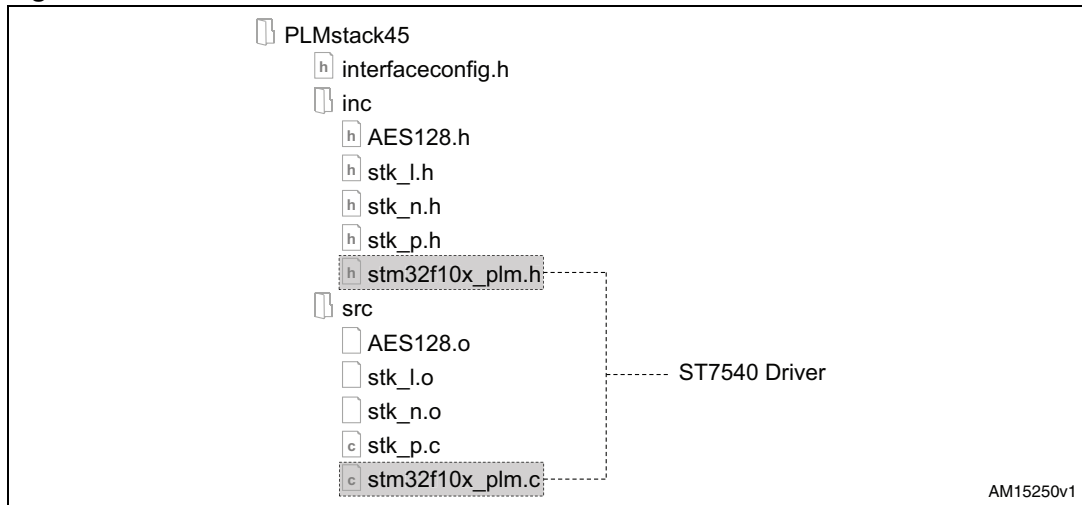 PLMstack45
h interfaceconfig.h
inc
h AES128.h
h stk_l.h
h stk_n.h
h stk_p.h
h stm32f10x_plm.h
src
AES128.o
stk_l.o
ST7540 Driver
stk_n.o
c stk_p.c
c stm32f10x_plm.c
AM15250v1